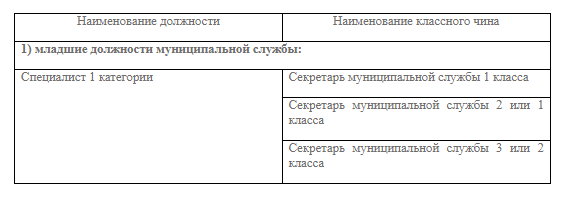 Наименование должности
Наименование классного чина
1) младшие должности муниципальной службы:
Специалист 1 категории
Секретарь муниципальной службы 1 класса
Секретарь муниципальной службы 2 или 1
класса
Секретарь муниципальной службы 3 или 2
класса